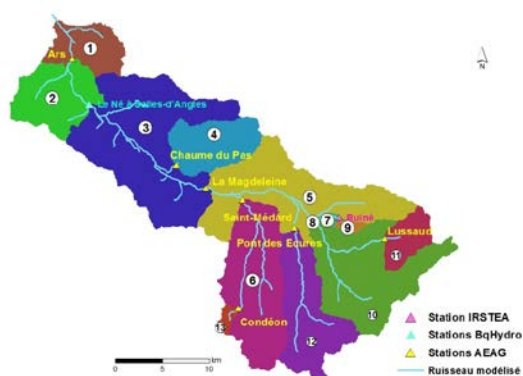 1
Ars
N
2
Le Né à Salles-d'Angles
3
4
Chaume du Pas
La Magdeleine
5
Saint-Médard
8
7
Ruiné
9
Pont des Ecures
Lussaud
11
6
10
13
Condéon
12
Station IRSTEA
Stations BqHydro
Stations AEAG
Ruisseau modélisé
0
5
10
km